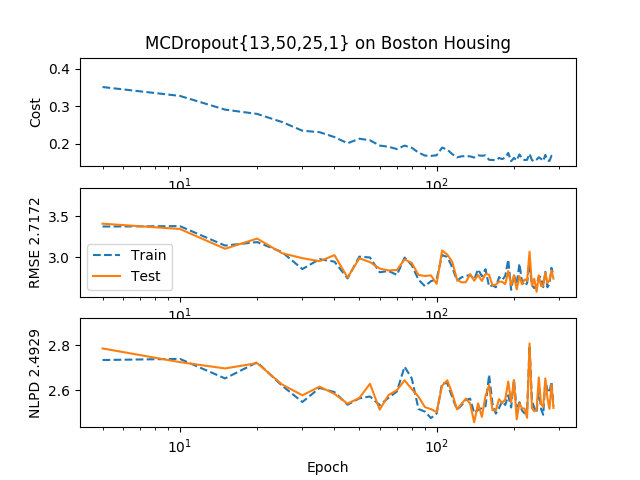 MCDropout{13,50,25,1} on Boston Housing
Cost
0.4
0.3
0.2
10¹ 10²
RMSE 2.7172
3.5
3.0
Train
Test
10¹ 10²
NLPD 2.4929
2.8
2.6
10¹ 10²
Epoch